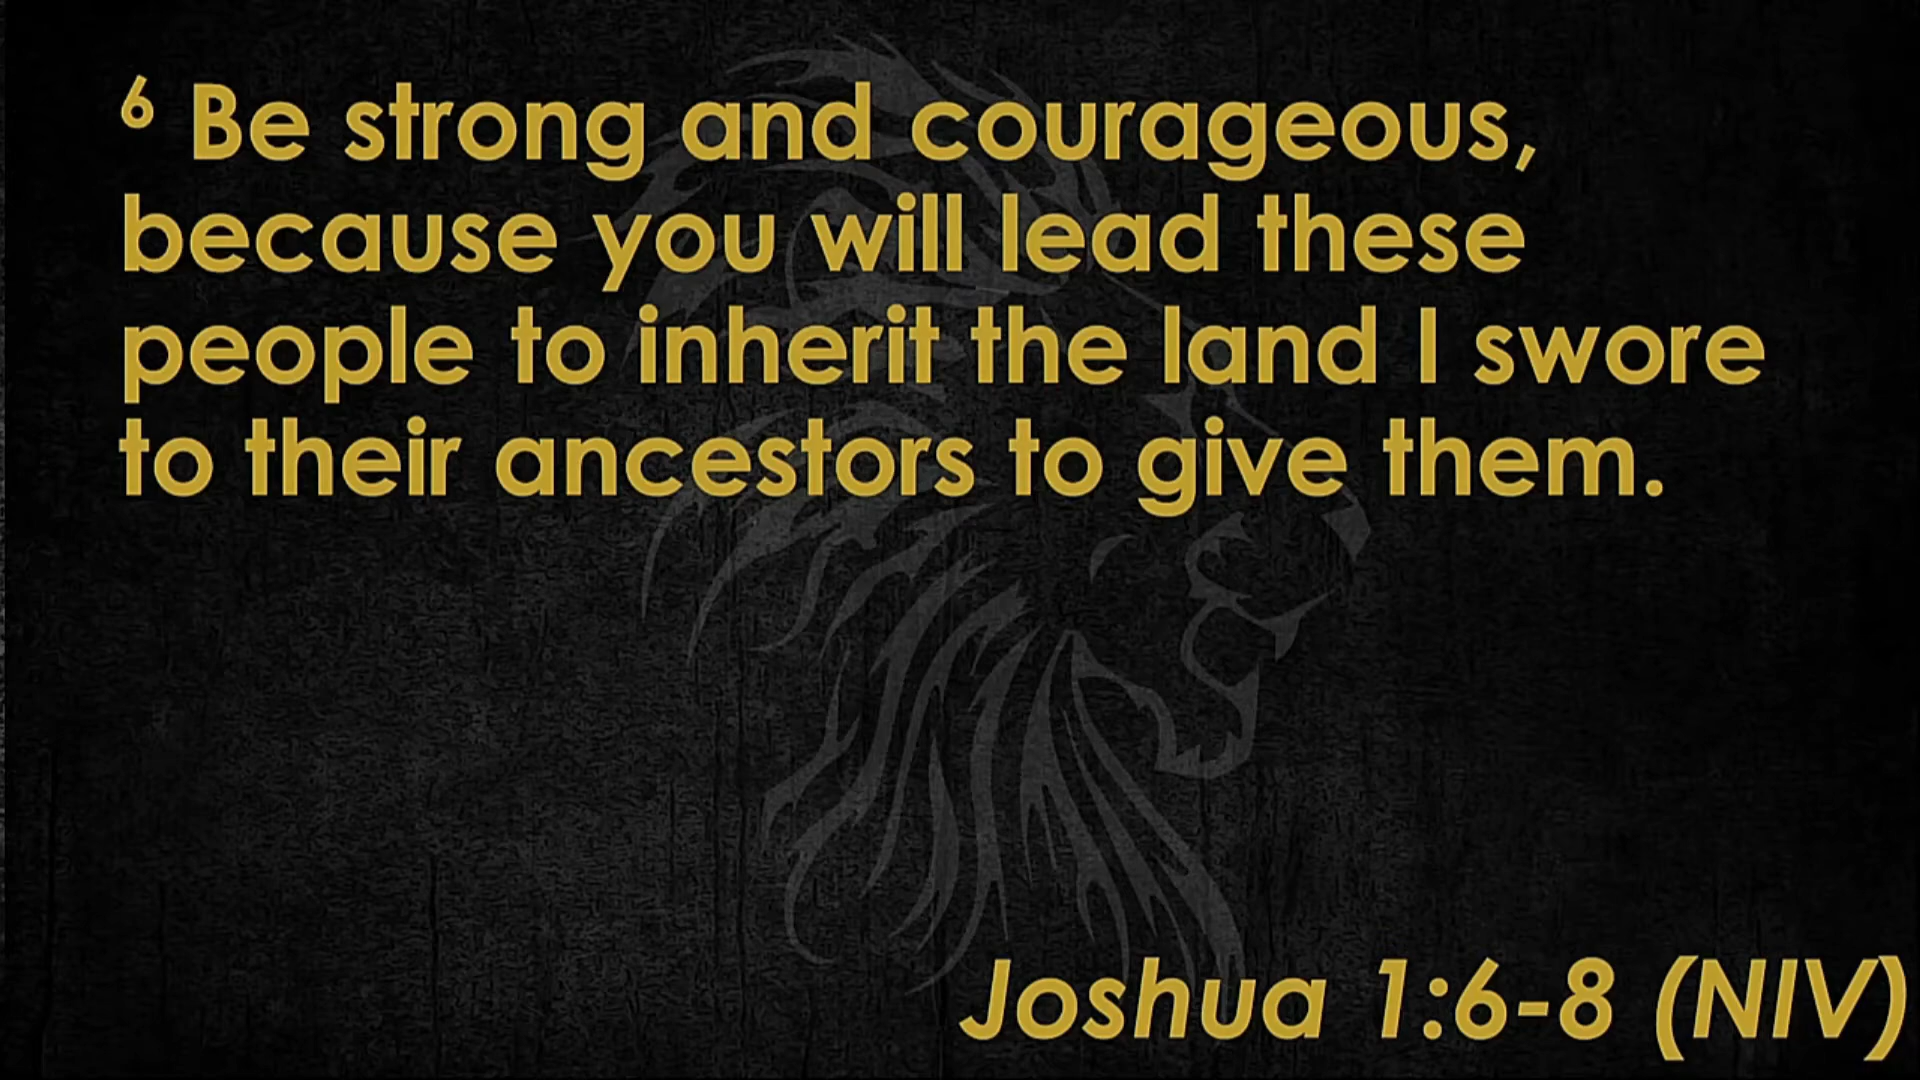 6 Be strong and courageous,
because you will lead these
people to inherit the land I swore
to their ancestors to give them.
Joshua 1:6-8 (NIV)